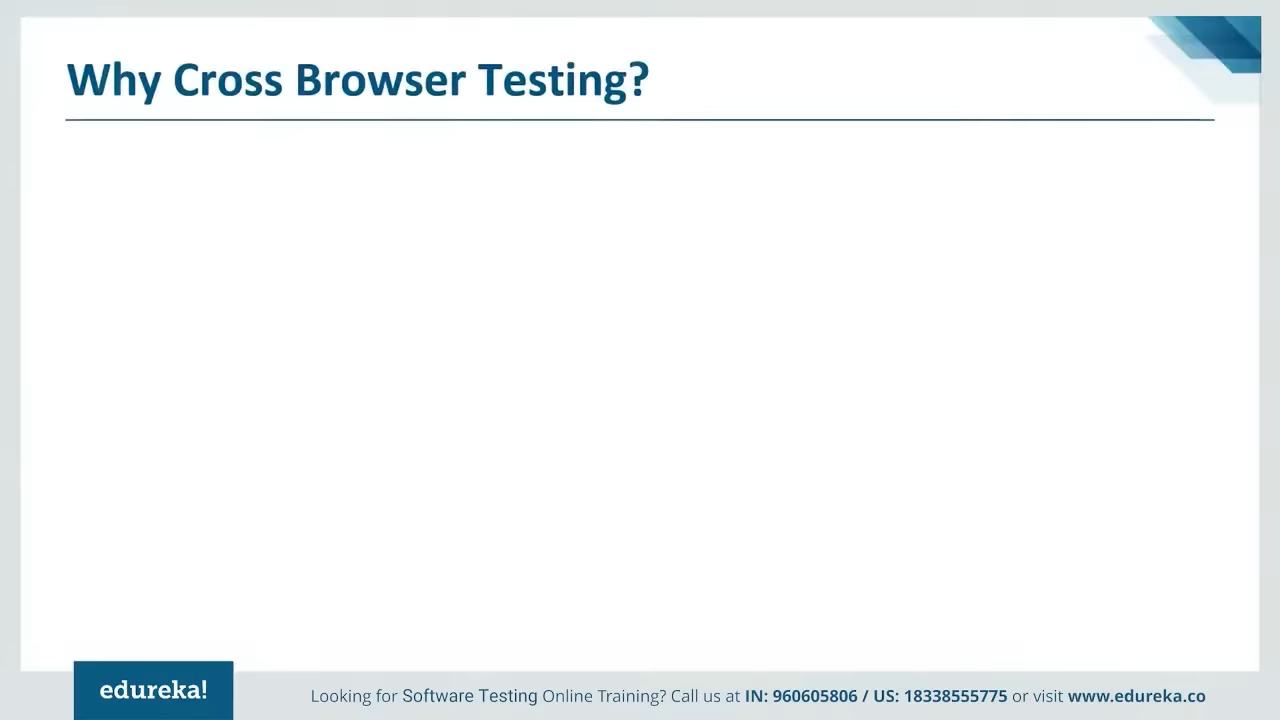 Why Cross Browser Testing?
edureka!
Looking for Software Testing Online Training? Call us at IN: 960605806 / US: 18338555775 or visit www.edureka.co